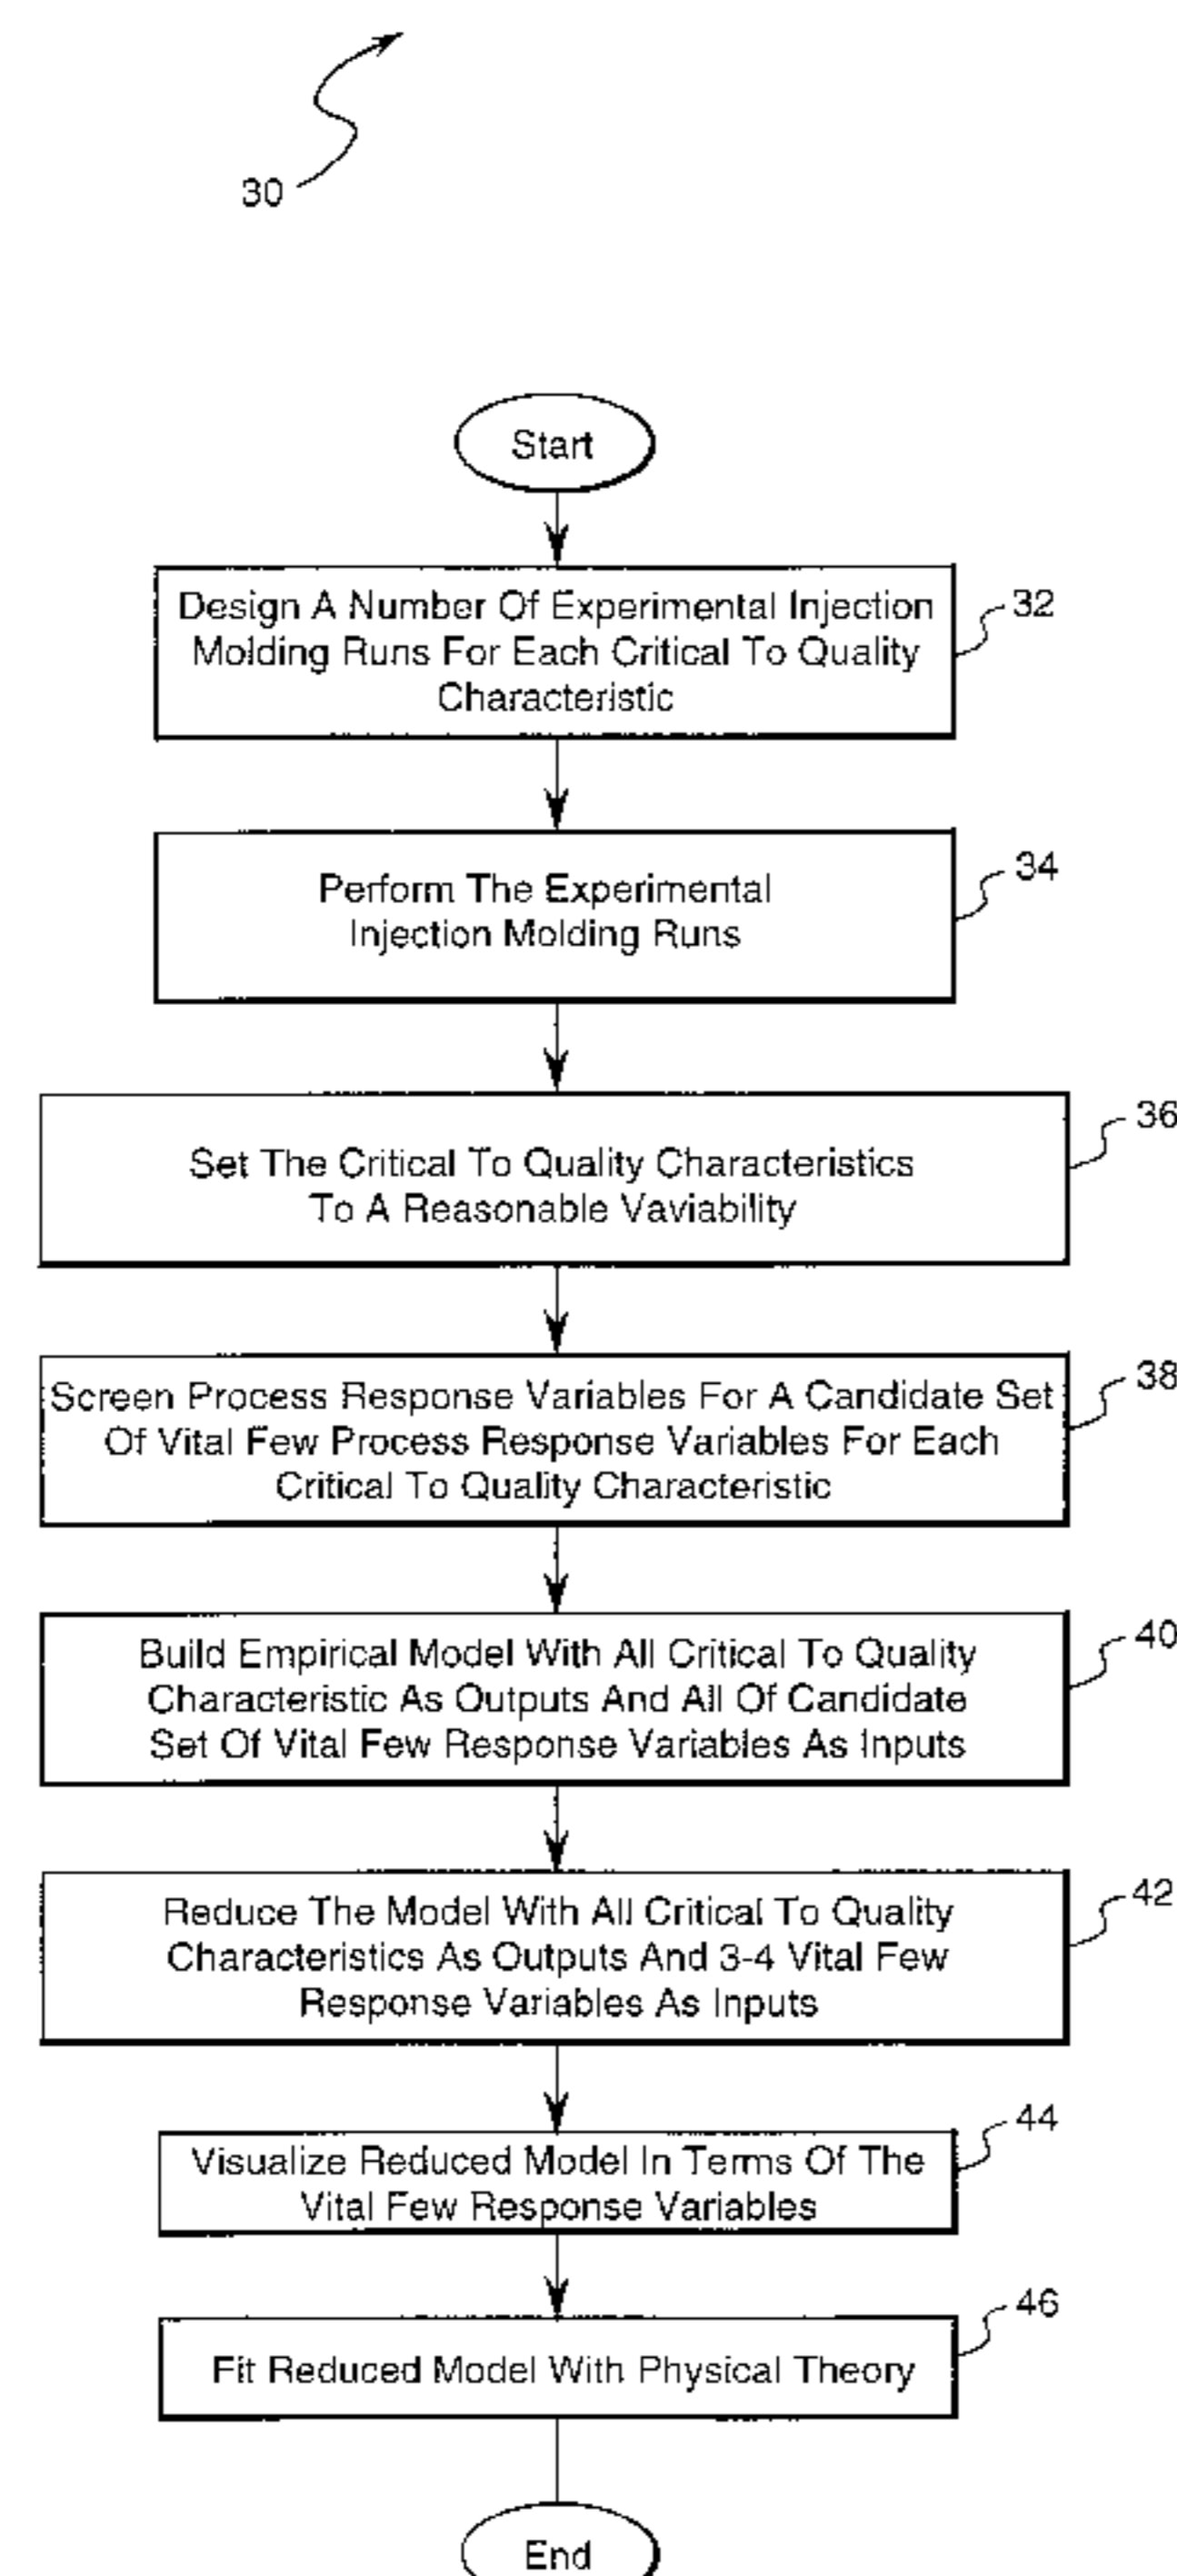 30
Start
Design A Number Of Experimental Injection
Molding Runs For Each Critical To Quality
Characteristic
32
Perform The Experimental
Injection Molding Runs
34
Set The Critical To Quality Characteristics
To A Reasonable Vaviability
36
Screen Process Response Variables For A Candidate Set
Of Vital Few Process Response Variables For Each
Critical To Quality Characteristic
38
Build Empirical Model With All Critical To Quality
Characteristic As Outputs And All Of Candidate
Set Of Vital Few Response Variables As Inputs
40
Reduce The Model With All Critical To Quality
Characteristics As Outputs And 3-4 Vital Few
Response Variables As Inputs
42
Visualize Reduced Model In Terms Of The
Vital Few Response Variables
44
Fit Reduced Model With Physical Theory
46
End